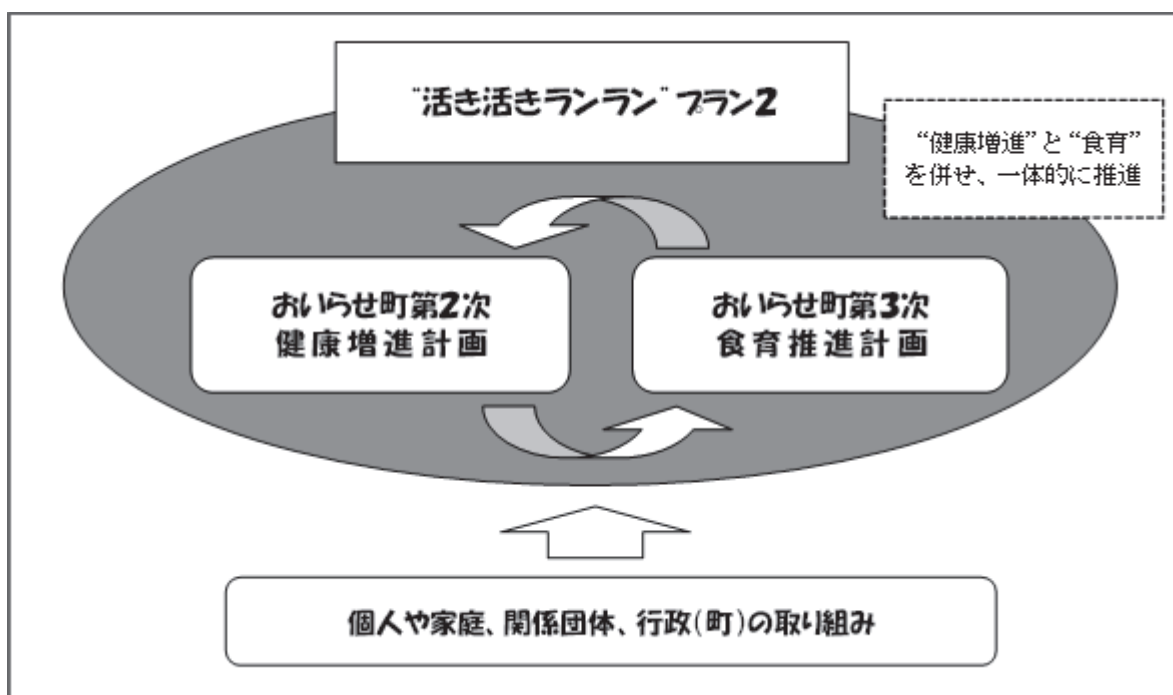 “活き活きランラン”プラン2
“健康増進”と“食育”
を併せ、一体的に推進
おいらせ町第2次
健康増進計画
おいらせ町第3次
食育推進計画
個人や家庭、関係団体、行政(町)の取り組み